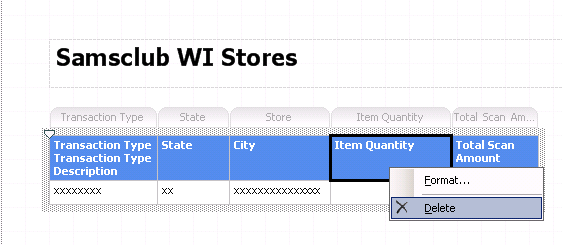 Samsclub WI Stores
Transaction Type State Store Item Quantity Total Scan Am...
Transaction Type State City Item Quantity Total Scan
Transaction Type Amount
Description
xxxxxxxx xx xxxxxxxxxxxxxxx
Format...
Delete